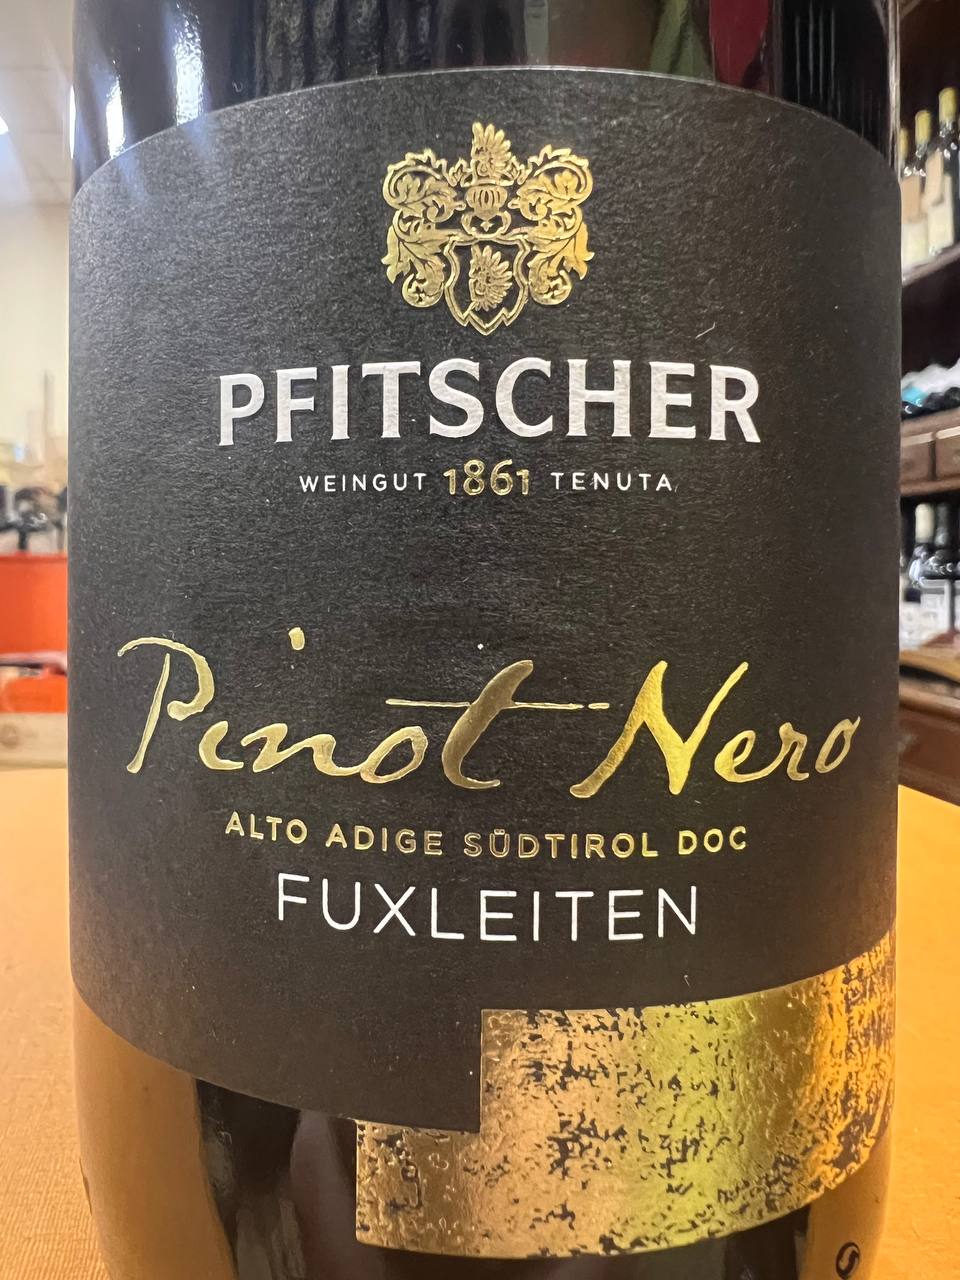 PFITSCHER
WEINGUT 1861 TENUTA
Pinot Nero
ALTO ADIGE SÜDTIROL DOC
FUXLEITEN